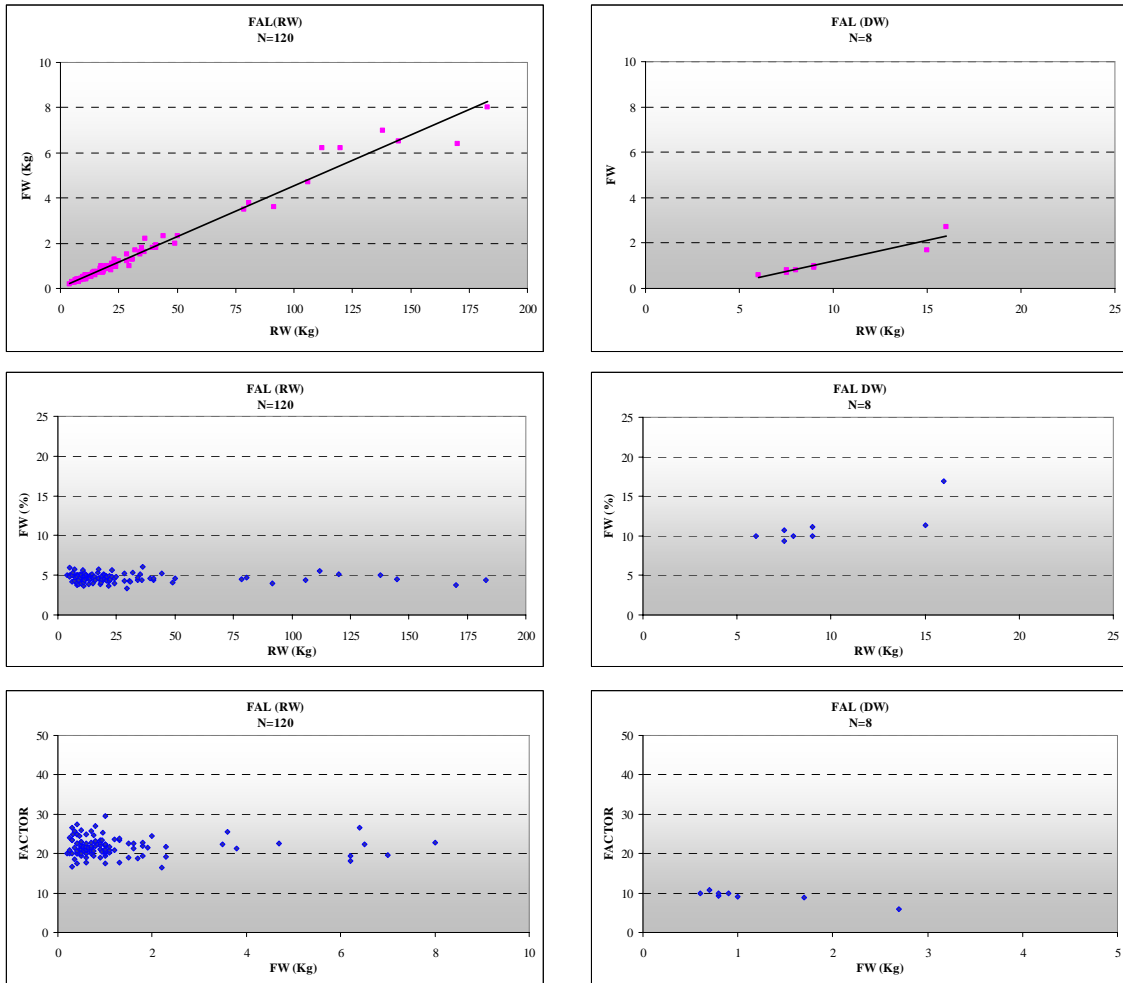 FAL(RW)
N=120
10
8
6
4
2
0
FW (Kg)
0 25 50 75 100 125 150 175 200
RW (Kg)
FAL (DW)
N=8
10
8
6
4
2
0
FW
0 5 10 15 20 25
RW (Kg)
FAL (RW)
N=120
25
20
15
10
5
0
FW (%)
0 25 50 75 100 125 150 175 200
RW (Kg)
FAL DW)
N=8
25
20
15
10
5
0
FW (%)
0 5 10 15 20 25
RW (Kg)
FAL (RW)
N=120
50
40
30
20
10
0
FACTOR
0 2 4 6 8 10
FW (Kg)
FAL (DW)
N=8
50
40
30
20
10
0
FACTOR
0 1 2 3 4 5
FW (Kg)